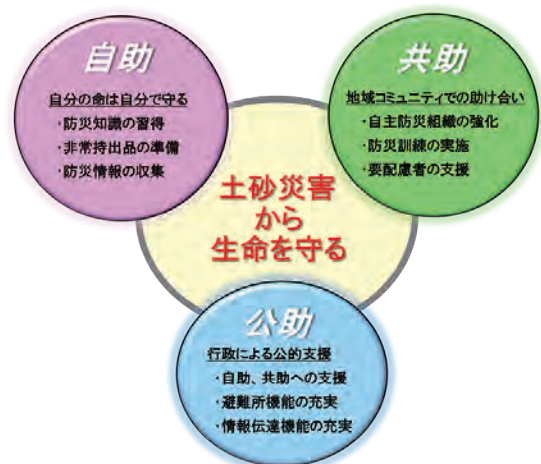 自助
自分の命は自分で守る
・防災知識の習得
・非常持出品の準備
・防災情報の収集
共助
地域コミュニティでの助け合い
・自主防災組織の強化
・防災訓練の実施
・要配慮者の支援
土砂災害
から
生命を守る
公助
行政による公的支援
・自助、共助への支援
・避難所機能の充実
・情報伝達機能の充実